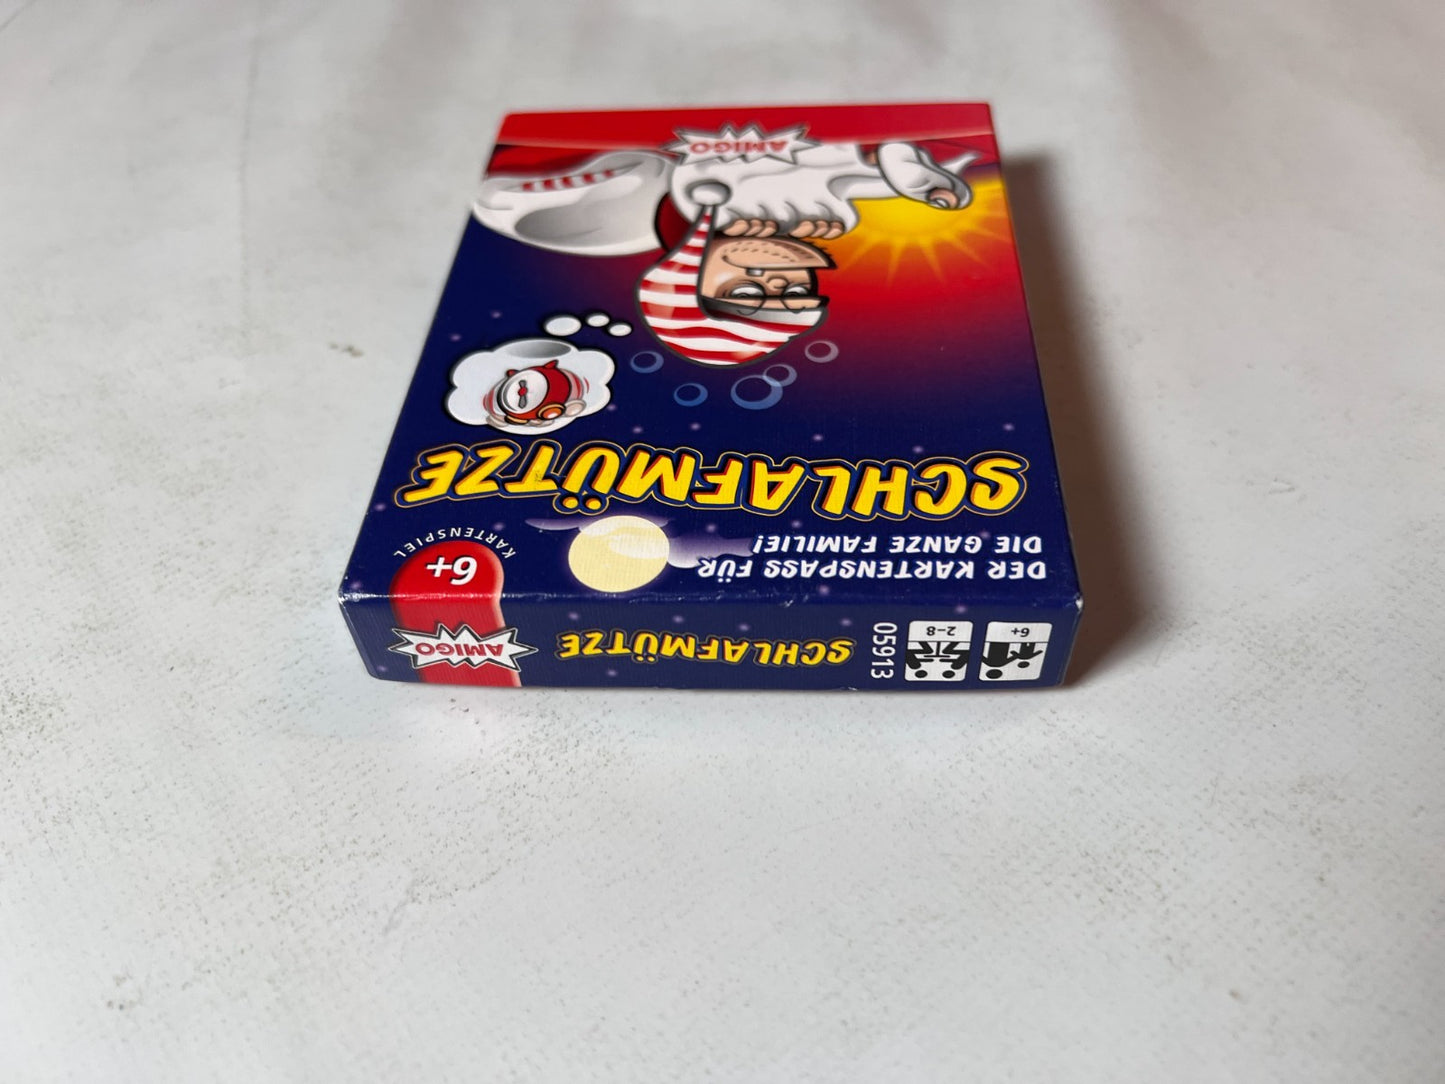 05913
2–8
6+
SCHLAFMÜTZE
AMIGO
DER KARTENSPASS FÜR
DIE GANZE FAMILIE!
6+
KARTENSPIEL
SCHLAFMÜTZE
AMIGO